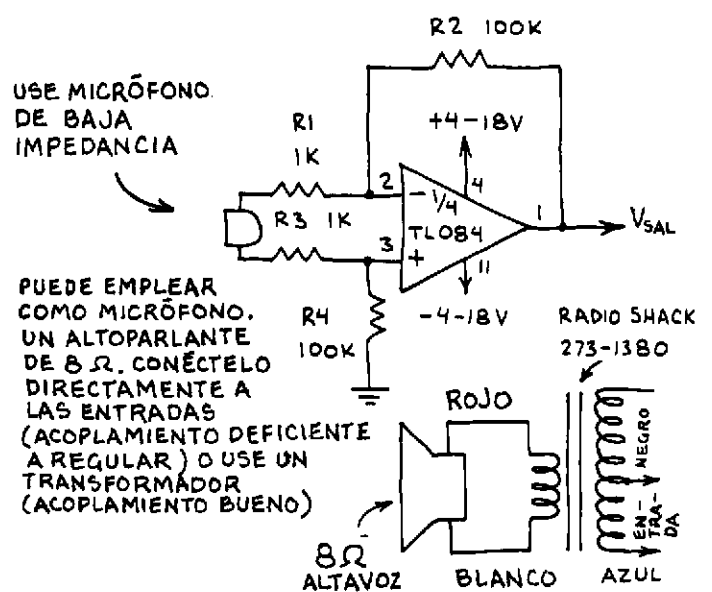 R2 100K
USE MICRÓFONO
DE BAJA
IMPEDANCIA
R1
1K
+4-18V
2
-
4
1/4
R3 1K
TL084
1
VSAL
3
+
11
PUEDE EMPLEAR
COMO MICRÓFONO.
UN ALTOPARLANTE
DE 8 Ω. CONÉCTELO
DIRECTAMENTE A
LAS ENTRADAS
(ACOPLAMIENTO DEFICIENTE
A REGULAR) O USE UN
TRANSFORMADOR
(ACOPLAMIENTO BUENO)
R4
100K
-4-18V
RADIO SHACK
273-1380
ROJO
NEGRO
EN-
TRA-
DA
8Ω
ALTAVOZ
BLANCO
AZUL